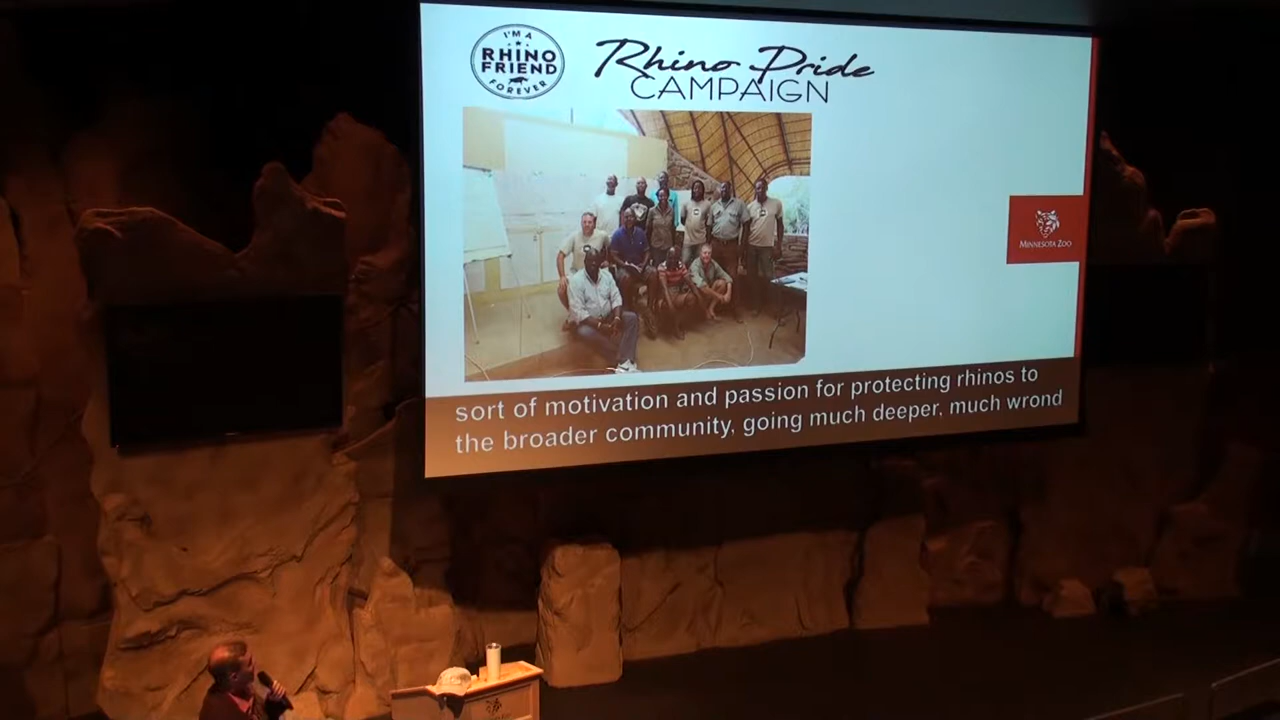 I'M A
RHINO
FRIEND
FOREVER
Rhino Pride
CAMPAIGN
MINNESOTA ZOO
sort of motivation and passion for protecting rhinos to
the broader community, going much deeper, much wrond